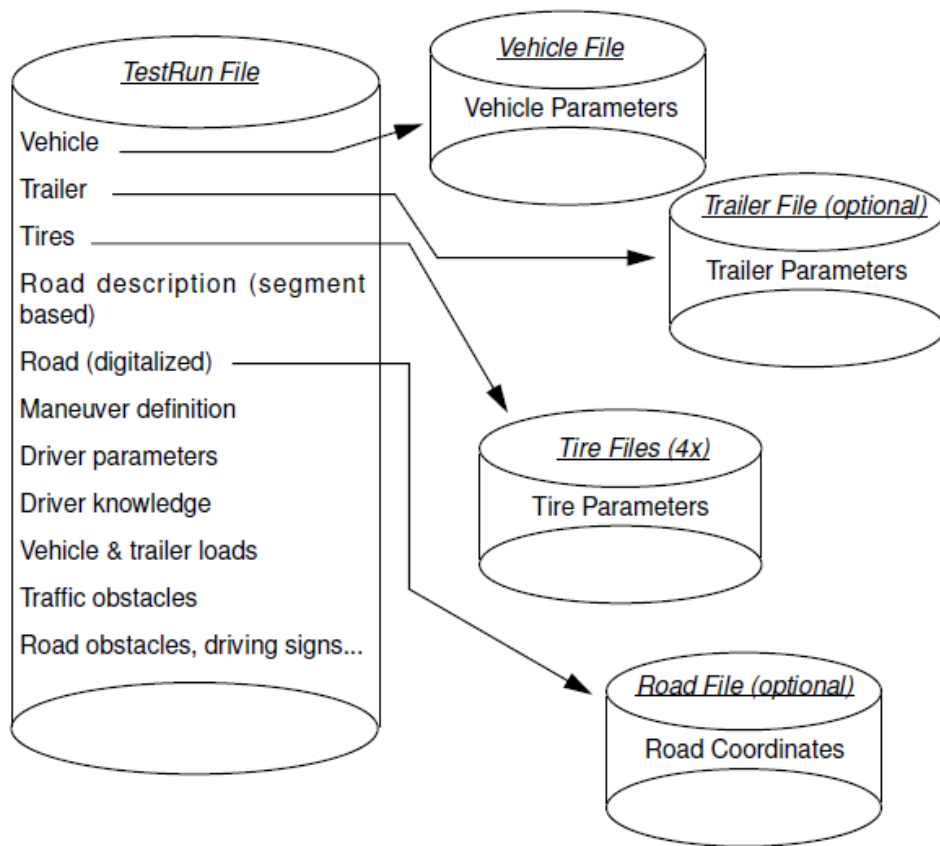 TestRun File
Vehicle
Trailer
Tires
Road description (segment
based)
Road (digitalized)
Maneuver definition
Driver parameters
Driver knowledge
Vehicle & trailer loads
Traffic obstacles
Road obstacles, driving signs...
Vehicle File
Vehicle Parameters
Trailer File (optional)
Trailer Parameters
Tire Files (4x)
Tire Parameters
Road File (optional)
Road Coordinates